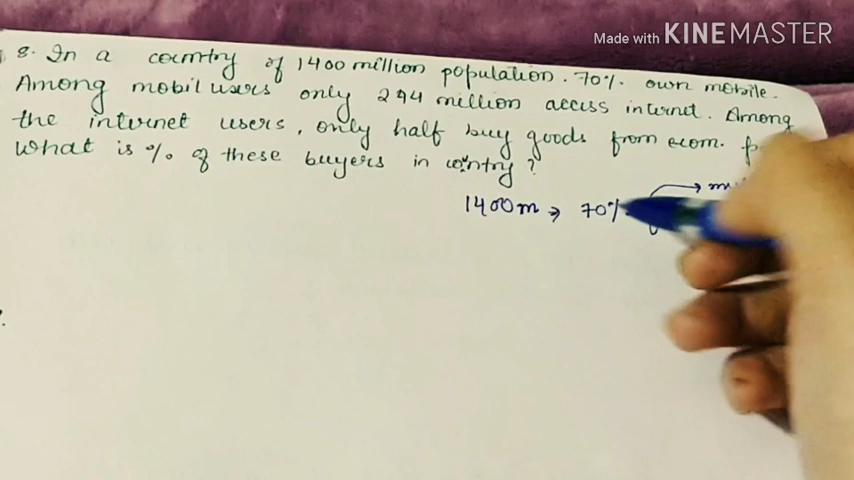 Made with KINEMASTER
8. In a country of 1400 million population. 70% own mobile.
Among mobil users only 294 million access internet. Among
the internet users, only half buy goods from ecom.
What is % of these buyers in country?
1400m → 70%